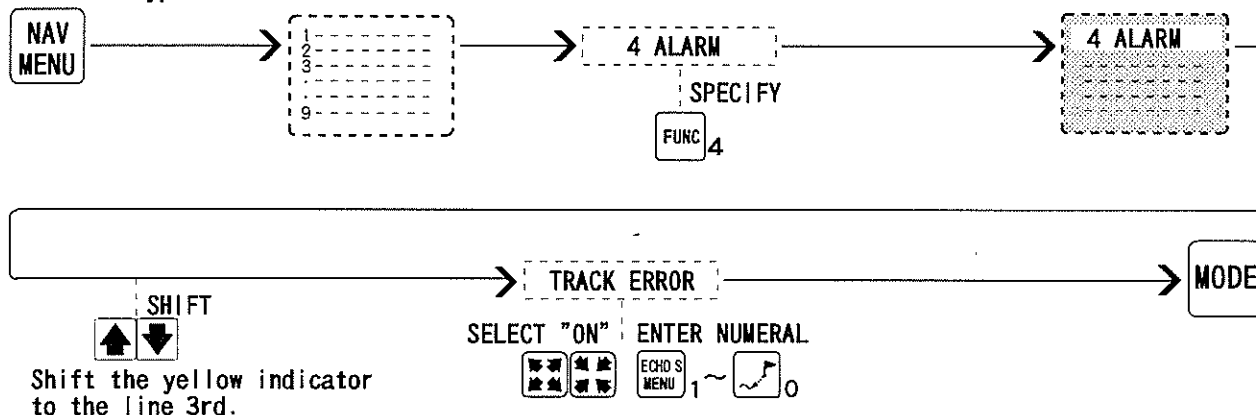 NAV
MENU
1
2
3
9
4 ALARM
SPECIFY
FUNC 4
4 ALARM
SHIFT
Shift the yellow indicator
to the line 3rd.
TRACK ERROR
SELECT "ON" ENTER NUMERAL
ECHO S
MENU 1 ~ 0
MODE